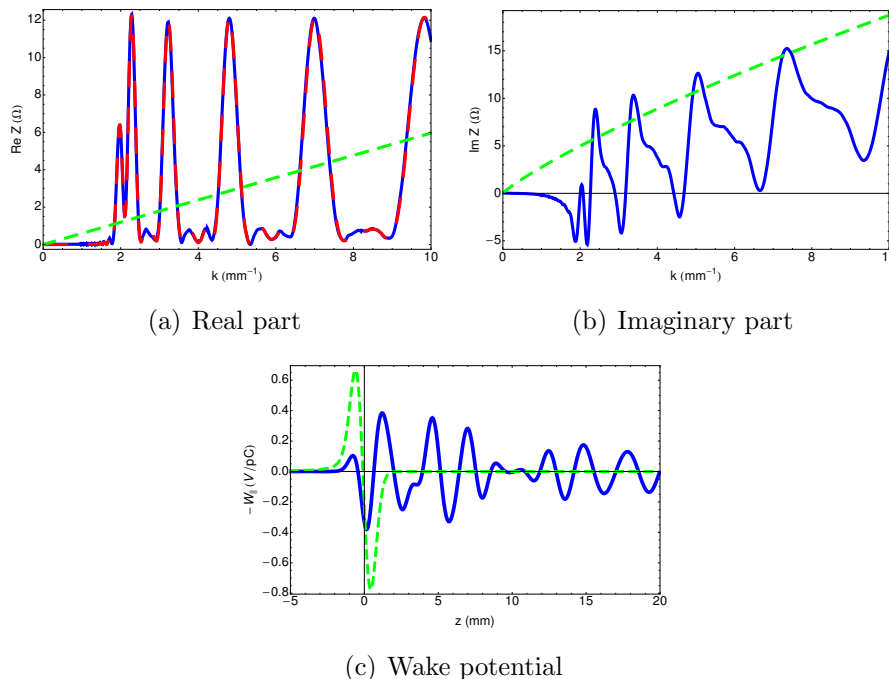 12
10
8
6
4
2
0
Re Z (Ω)
0 2 4 6 8 10
k (mm⁻¹)
15
10
5
0
−5
Im Z (Ω)
0 2 4 6 8 10
k (mm⁻¹)
(a) Real part
(b) Imaginary part
0.6
0.4
0.2
0.0
−0.2
−0.4
−0.6
−0.8
−W∥ (V/pC)
−5 0 5 10 15 20
z (mm)
(c) Wake potential